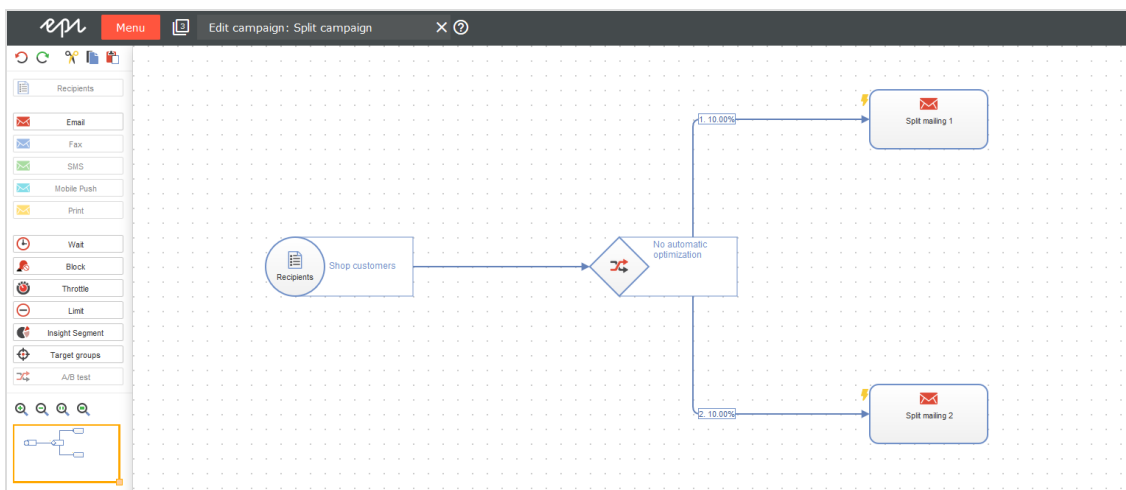 epi Menu 3 Edit campaign: Split campaign
Recipients
Email
Fax
SMS
Mobile Push
Print
Wait
Block
Throttle
Limit
Insight Segment
Target groups
A/B test
Recipients
Shop customers
No automatic
optimization
1. 10.00%
Split mailing 1
2. 10.00%
Split mailing 2